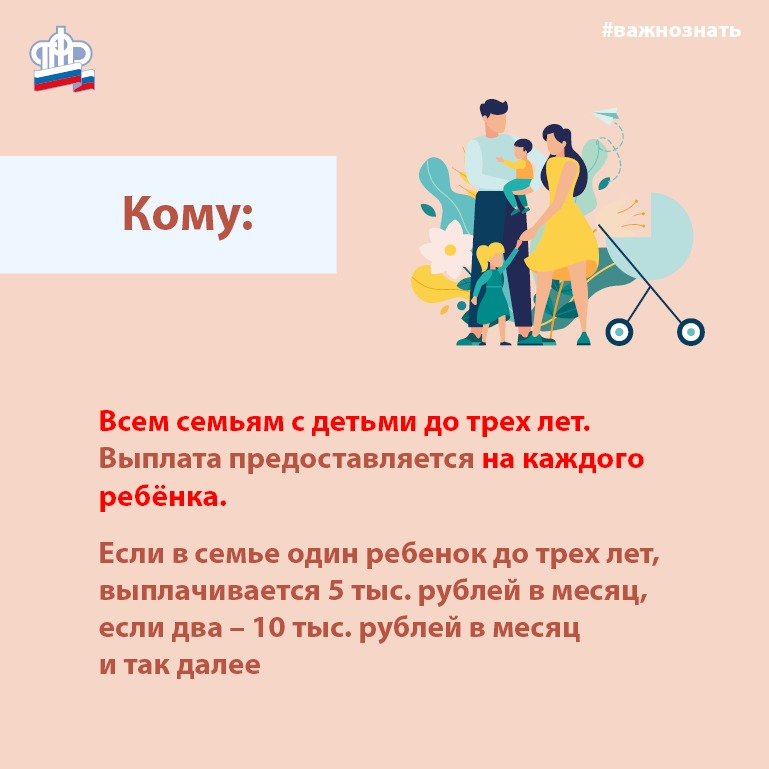 #важнознать
ПФР
Кому:
Всем семьям с детьми до трех лет.
Выплата предоставляется на каждого
ребёнка.
Если в семье один ребенок до трех лет,
выплачивается 5 тыс. рублей в месяц,
если два – 10 тыс. рублей в месяц
и так далее